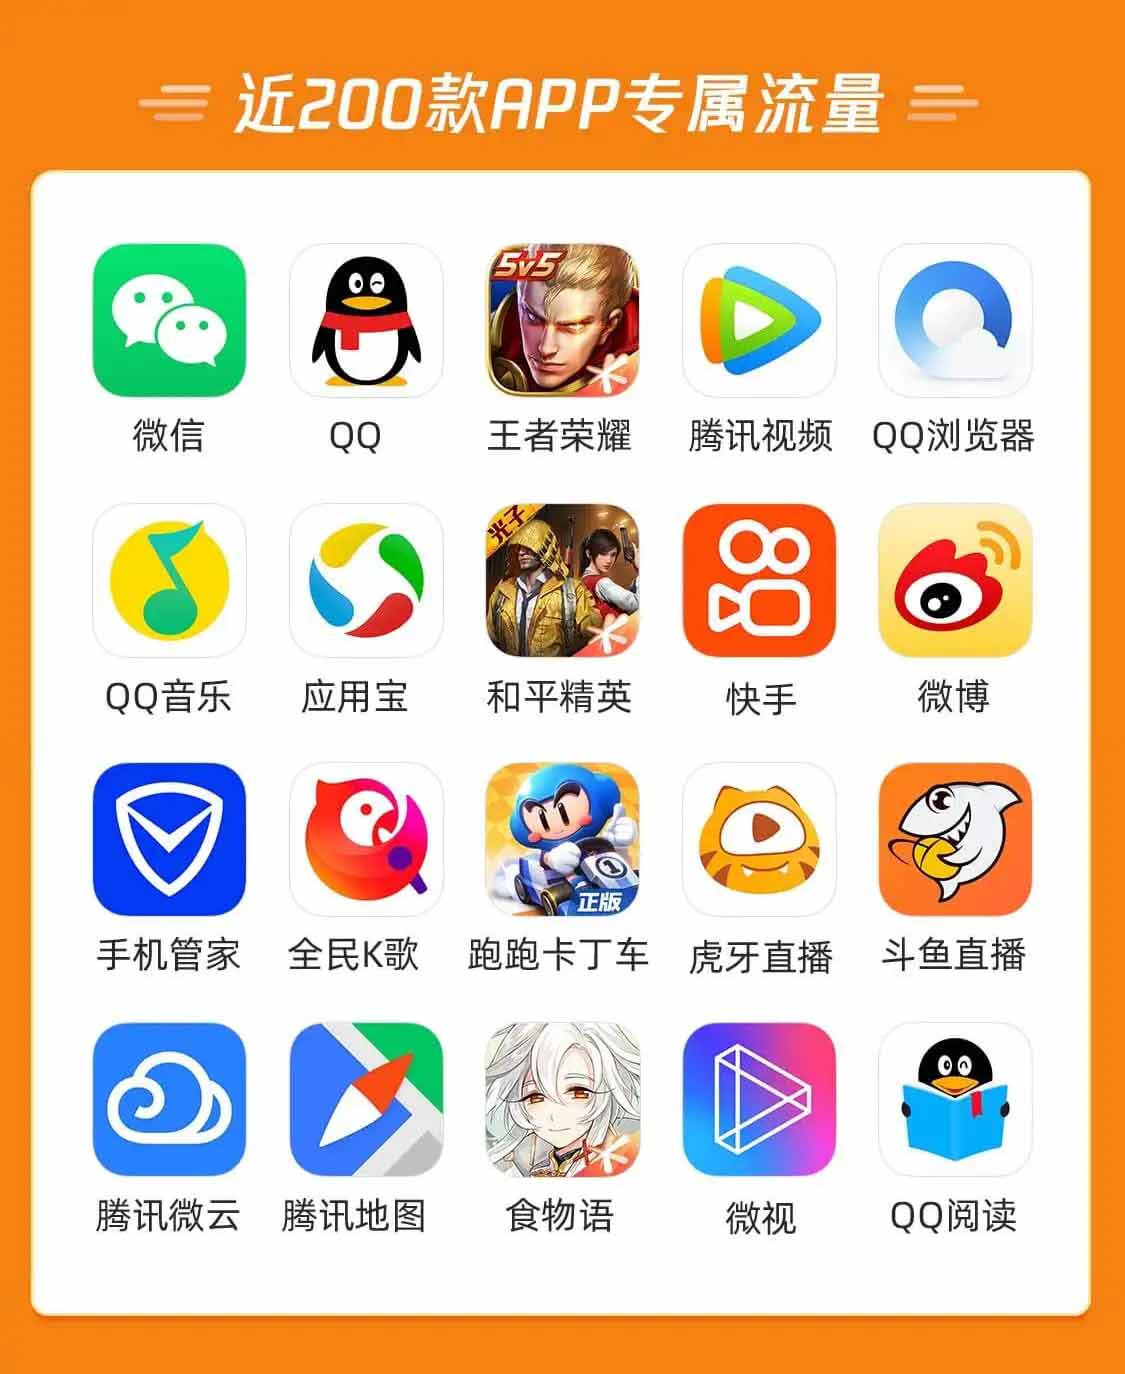 近200款APP专属流量
5v5
微信 QQ 王者荣耀 腾讯视频 QQ浏览器
光子
QQ音乐 应用宝 和平精英 快手 微博
1
正版
手机管家 全民K歌 跑跑卡丁车 虎牙直播 斗鱼直播
腾讯微云 腾讯地图 食物语 微视 QQ阅读